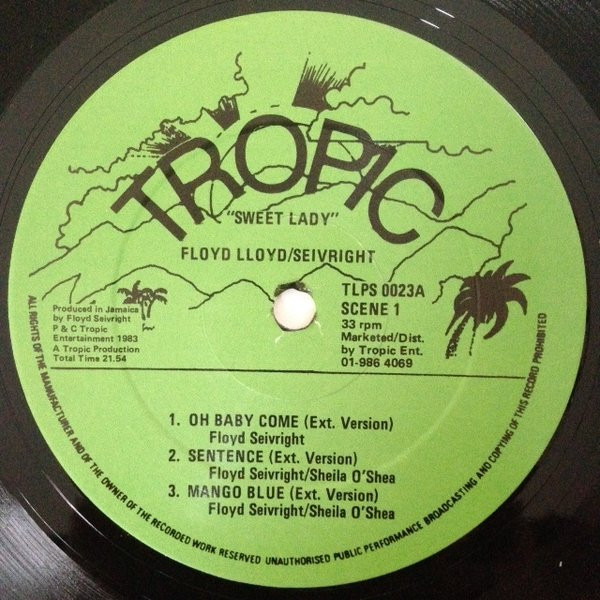 TROPIC
"SWEET LADY"
FLOYD LLOYD/SEIVRIGHT
Produced in Jamaica
by Floyd Seivright
P & C Tropic
Entertainment 1983
A Tropic Production
Total Time 21.54
TLPS 0023A
SCENE 1
33 rpm
Marketed/Dist.
by Tropic Ent.
01-986 4069
1. OH BABY COME (Ext. Version)
Floyd Seivright
2. SENTENCE (Ext. Version)
Floyd Seivright/Sheila O'Shea
3. MANGO BLUE (Ext. Version)
Floyd Seivright/Sheila O'Shea
ALL RIGHTS OF THE MANUFACTURER AND OF THE OWNER OF THE RECORDED WORK RESERVED UNAUTHORISED PUBLIC PERFORMANCE BROADCASTING AND COPYING OF THIS RECORD PROHIBITED